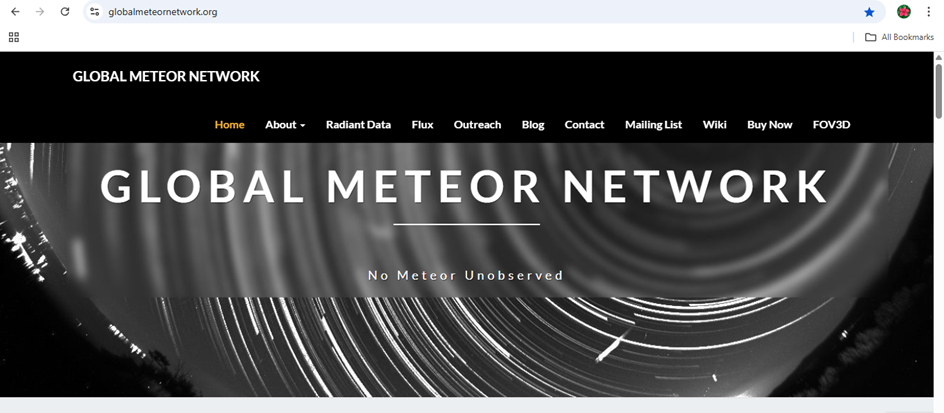 globalmeteornetwork.org
All Bookmarks
GLOBAL METEOR NETWORK
Home About Radiant Data Flux Outreach Blog Contact Mailing List Wiki Buy Now FOV3D
GLOBAL METEOR NETWORK
No Meteor Unobserved